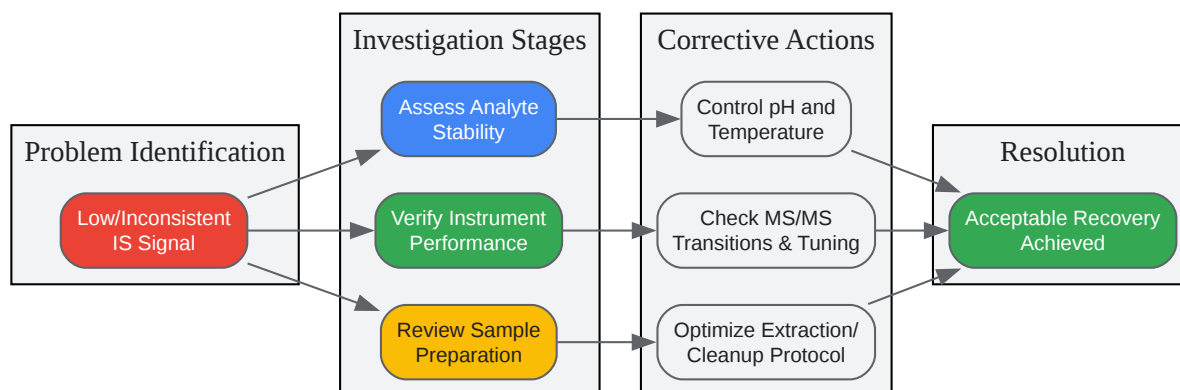 Problem Identification
Low/Inconsistent
IS Signal
Investigation Stages
Assess Analyte
Stability
Verify Instrument
Performance
Review Sample
Preparation
Corrective Actions
Control pH and
Temperature
Check MS/MS
Transitions & Tuning
Optimize Extraction/
Cleanup Protocol
Resolution
Acceptable Recovery
Achieved